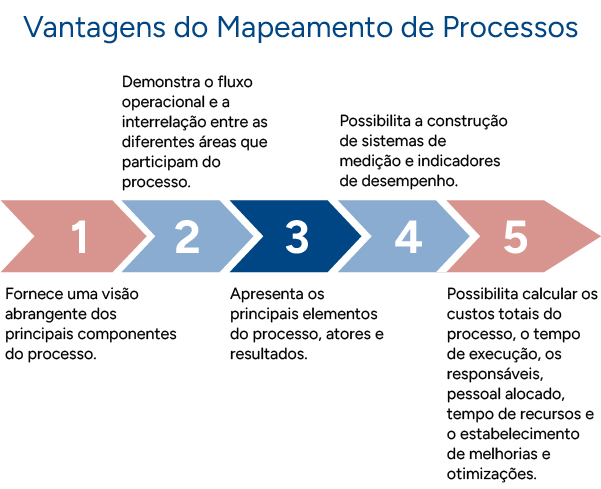 Vantagens do Mapeamento de Processos
Demonstra o fluxo
operacional e a
interrelação entre as
diferentes áreas que
participam do
processo.
Possibilita a construção
de sistemas de
medição e indicadores
de desempenho.
1
2
3
4
5
Fornece uma visão
abrangente dos
principais componentes
do processo.
Apresenta os
principais elementos
do processo, atores e
resultados.
Possibilita calcular os
custos totais do
processo, o tempo
de execução, os
responsáveis,
pessoal alocado,
tempo de recursos e
o estabelecimento
de melhorias e
otimizações.